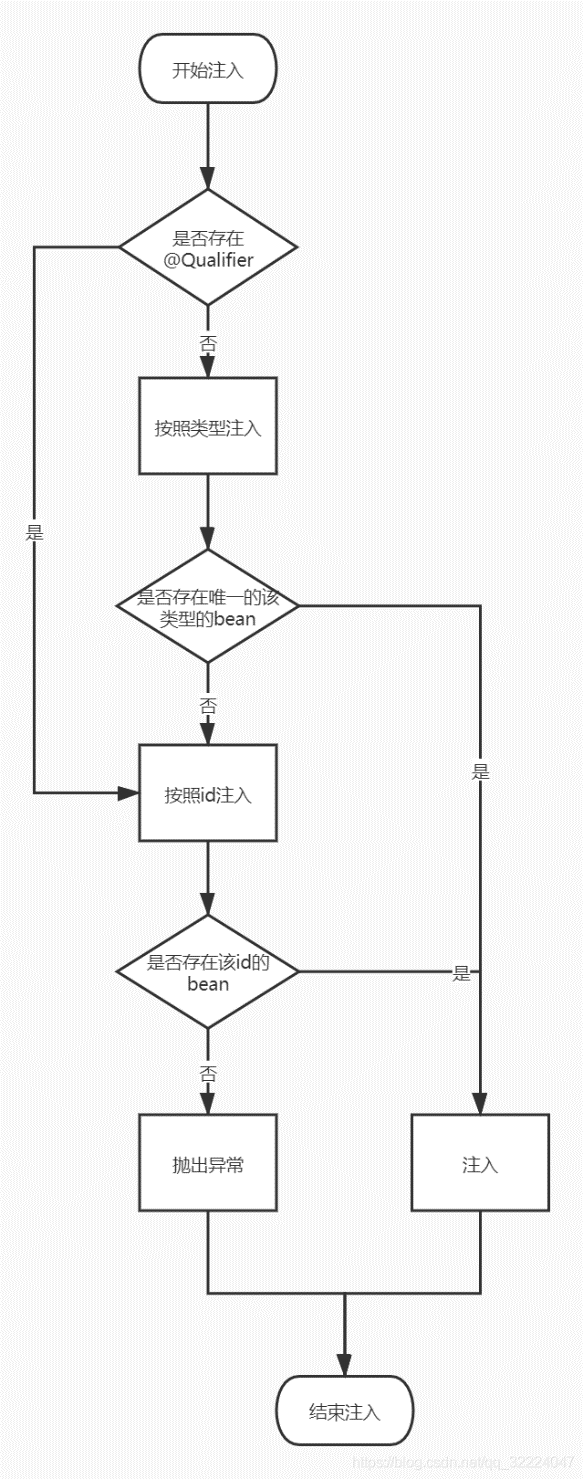 开始注入
是否存在
@Qualifier
否
按照类型注入
是
是否存在唯一的该
类型的bean
否
是
按照id注入
是否存在该id的
bean
是
否
抛出异常
注入
结束注入
https://blog.csdn.net/qq_32224047